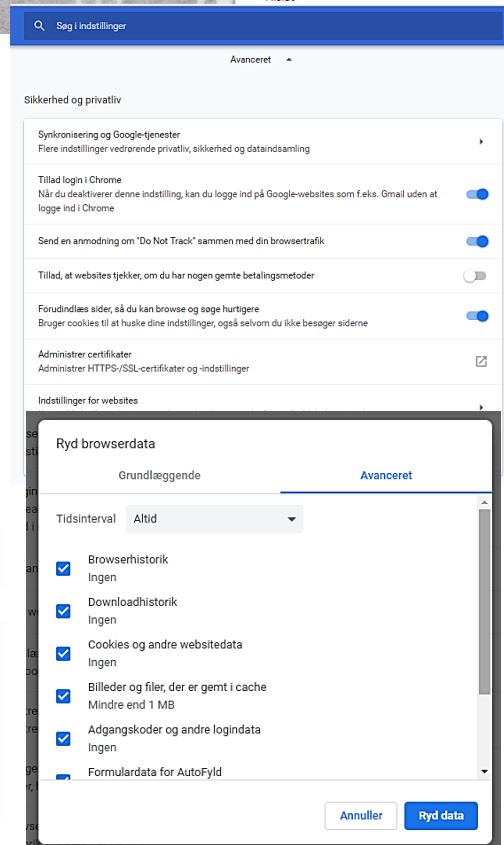 Søg i indstillinger
Avanceret
Sikkerhed og privatliv
Synkronisering og Google-tjenester
Flere indstillinger vedrørende privatliv, sikkerhed og dataindsamling
Tillad login i Chrome
Når du deaktiverer denne indstilling, kan du logge ind på Google-websites som f.eks. Gmail uden at
logge ind i Chrome
Send en anmodning om "Do Not Track" sammen med din browsertrafik
Tillad, at websites tjekker, om du har nogen gemte betalingsmetoder
Forudindlæs sider, så du kan browse og søge hurtigere
Bruger cookies til at huske dine indstillinger, også selvom du ikke besøger siderne
Administrer certifikater
Administrer HTTPS-/SSL-certifikater og -indstillinger
Indstillinger for websites
Ryd browserdata
Grundlæggende Avanceret
Tidsinterval Altid
Browserhistorik
Ingen
Downloadhistorik
Ingen
Cookies og andre websitedata
Ingen
Billeder og filer, der er gemt i cache
Mindre end 1 MB
Adgangskoder og andre logindata
Ingen
Formulardata for AutoFyld
Annuller Ryd data